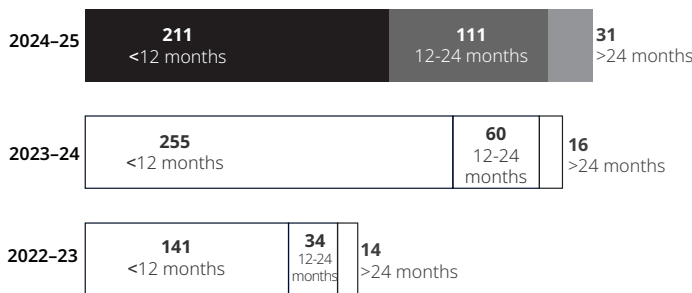 2024–25
211
<12 months
111
12-24 months
31
>24 months
2023–24
255
<12 months
60
12-24
months
16
>24 months
2022–23
141
<12 months
34
12-24
months
14
>24 months